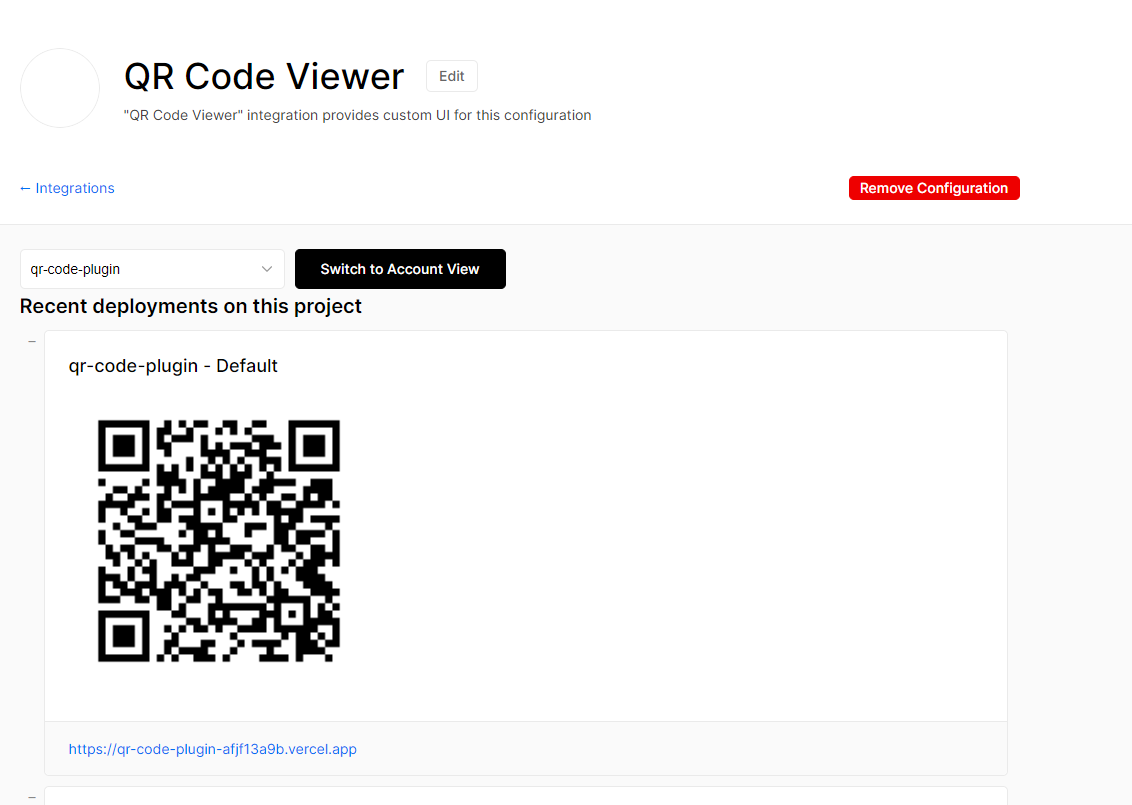 QR Code Viewer
Edit
"QR Code Viewer" integration provides custom UI for this configuration
← Integrations
Remove Configuration
qr-code-plugin
Switch to Account View
Recent deployments on this project
qr-code-plugin - Default
https://qr-code-plugin-afjf13a9b.vercel.app